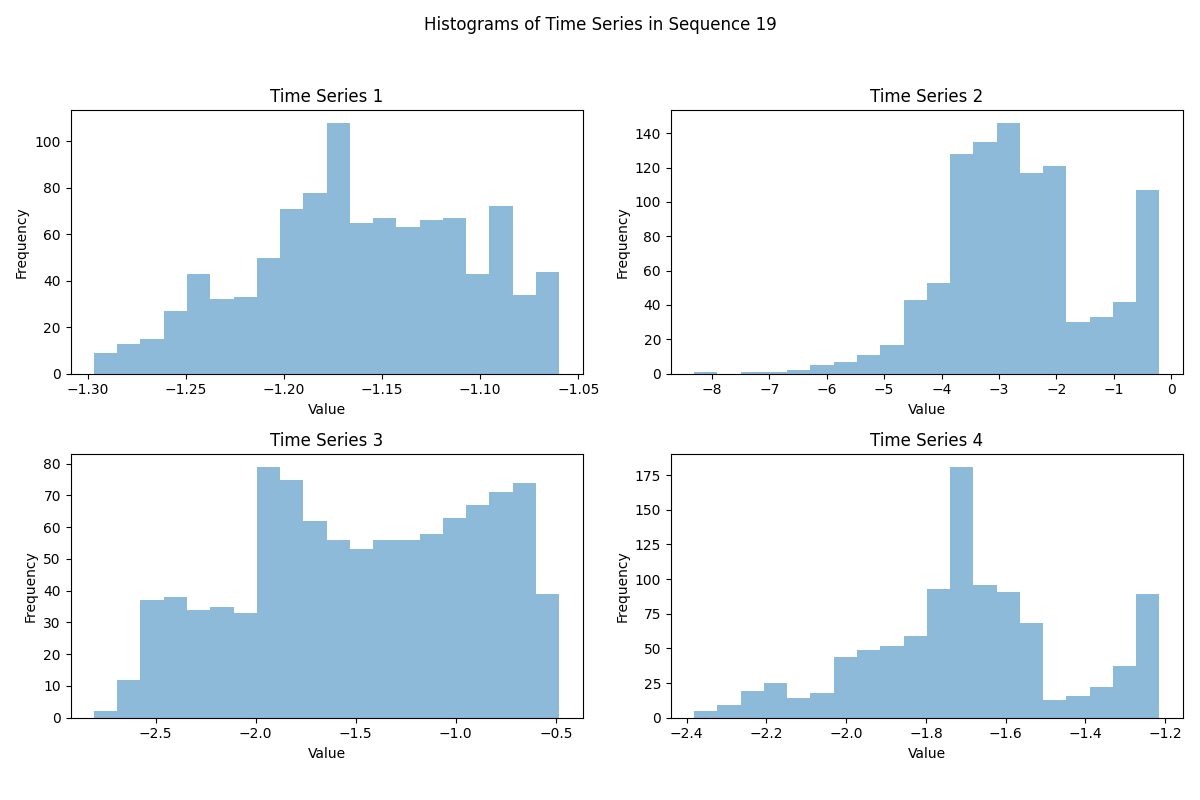 Histograms of Time Series in Sequence 19
Time Series 1
Frequency
100
80
60
40
20
0
−1.30 −1.25 −1.20 −1.15 −1.10 −1.05
Value
Time Series 2
Frequency
140
120
100
80
60
40
20
0
−8 −7 −6 −5 −4 −3 −2 −1 0
Value
Time Series 3
Frequency
80
70
60
50
40
30
20
10
0
−2.5 −2.0 −1.5 −1.0 −0.5
Value
Time Series 4
Frequency
175
150
125
100
75
50
25
0
−2.4 −2.2 −2.0 −1.8 −1.6 −1.4 −1.2
Value